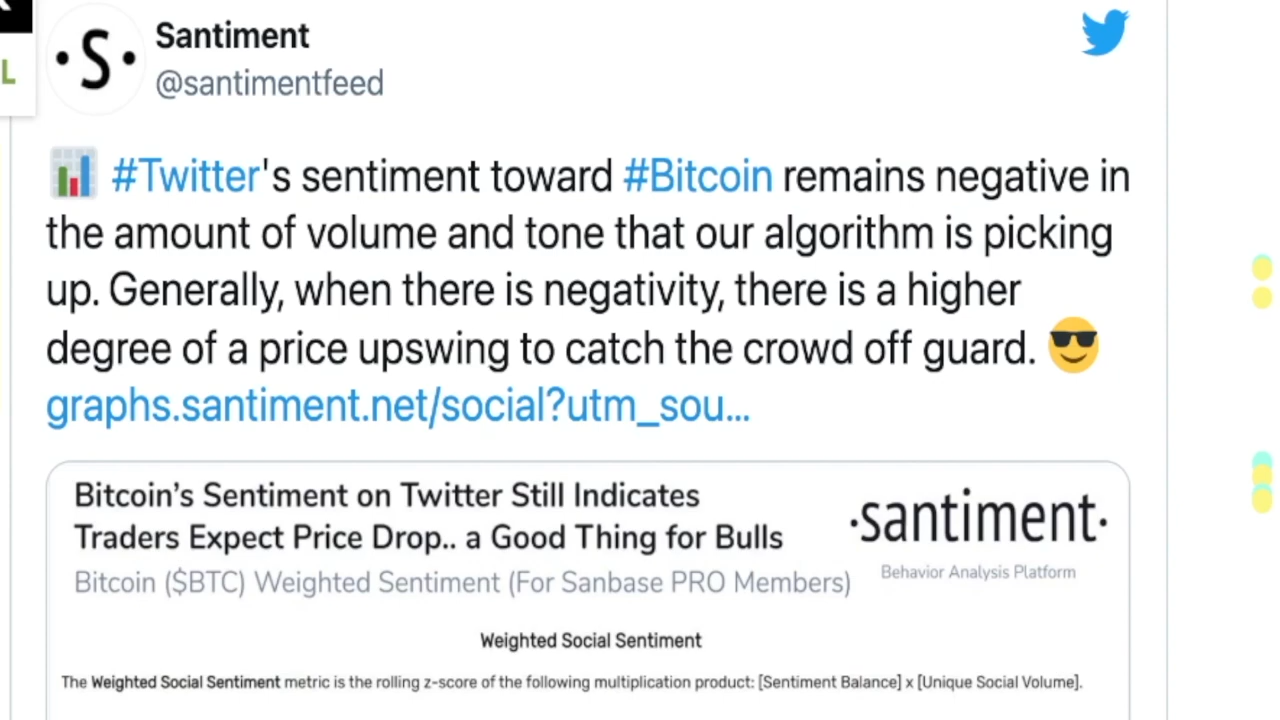 L
·S·
Santiment
@santimentfeed
📊 #Twitter's sentiment toward #Bitcoin remains negative in
the amount of volume and tone that our algorithm is picking
up. Generally, when there is negativity, there is a higher
degree of a price upswing to catch the crowd off guard. 😎
graphs.santiment.net/social?utm_sou...
Bitcoin's Sentiment on Twitter Still Indicates
Traders Expect Price Drop.. a Good Thing for Bulls
Bitcoin ($BTC) Weighted Sentiment (For Sanbase PRO Members)
·santiment·
Behavior Analysis Platform
Weighted Social Sentiment
The Weighted Social Sentiment metric is the rolling z-score of the following multiplication product: [Sentiment Balance] x [Unique Social Volume].